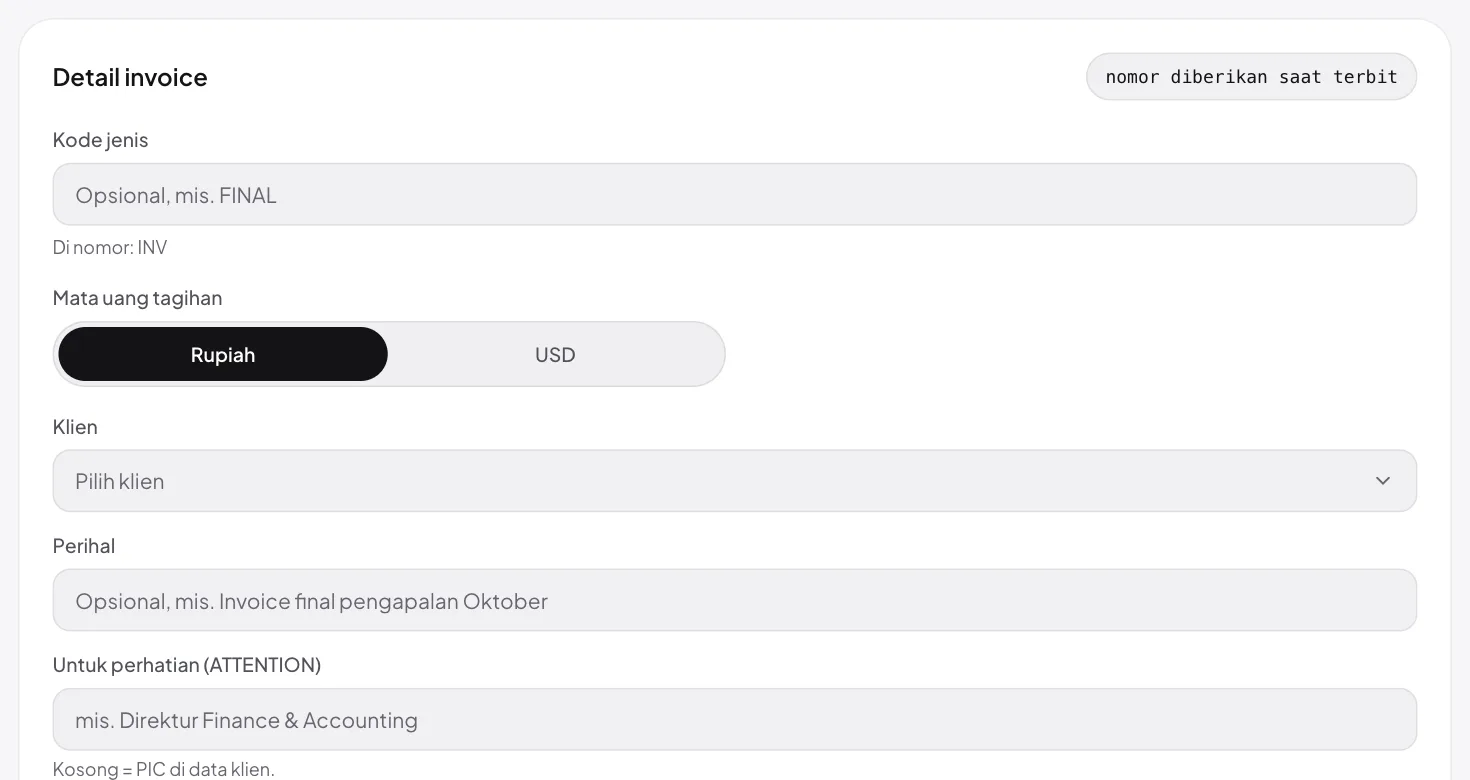 Detail invoice
nomor diberikan saat terbit
Kode jenis
Opsional, mis. FINAL
Di nomor: INV
Mata uang tagihan
Rupiah
USD
Klien
Pilih klien
Perihal
Opsional, mis. Invoice final pengapalan Oktober
Untuk perhatian (ATTENTION)
mis. Direktur Finance & Accounting
Kosong = PIC di data klien.